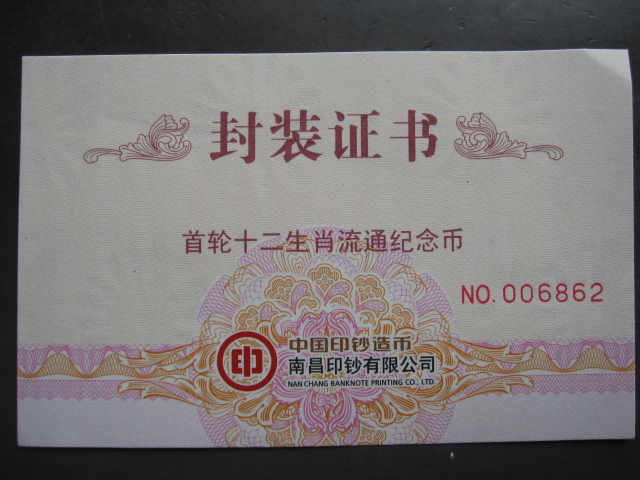 封装证书
首轮十二生肖流通纪念币
NO. 006862
印
中国印钞造币
南昌印钞有限公司
NAN CHANG BANKNOTE PRINTING CO., LTD.